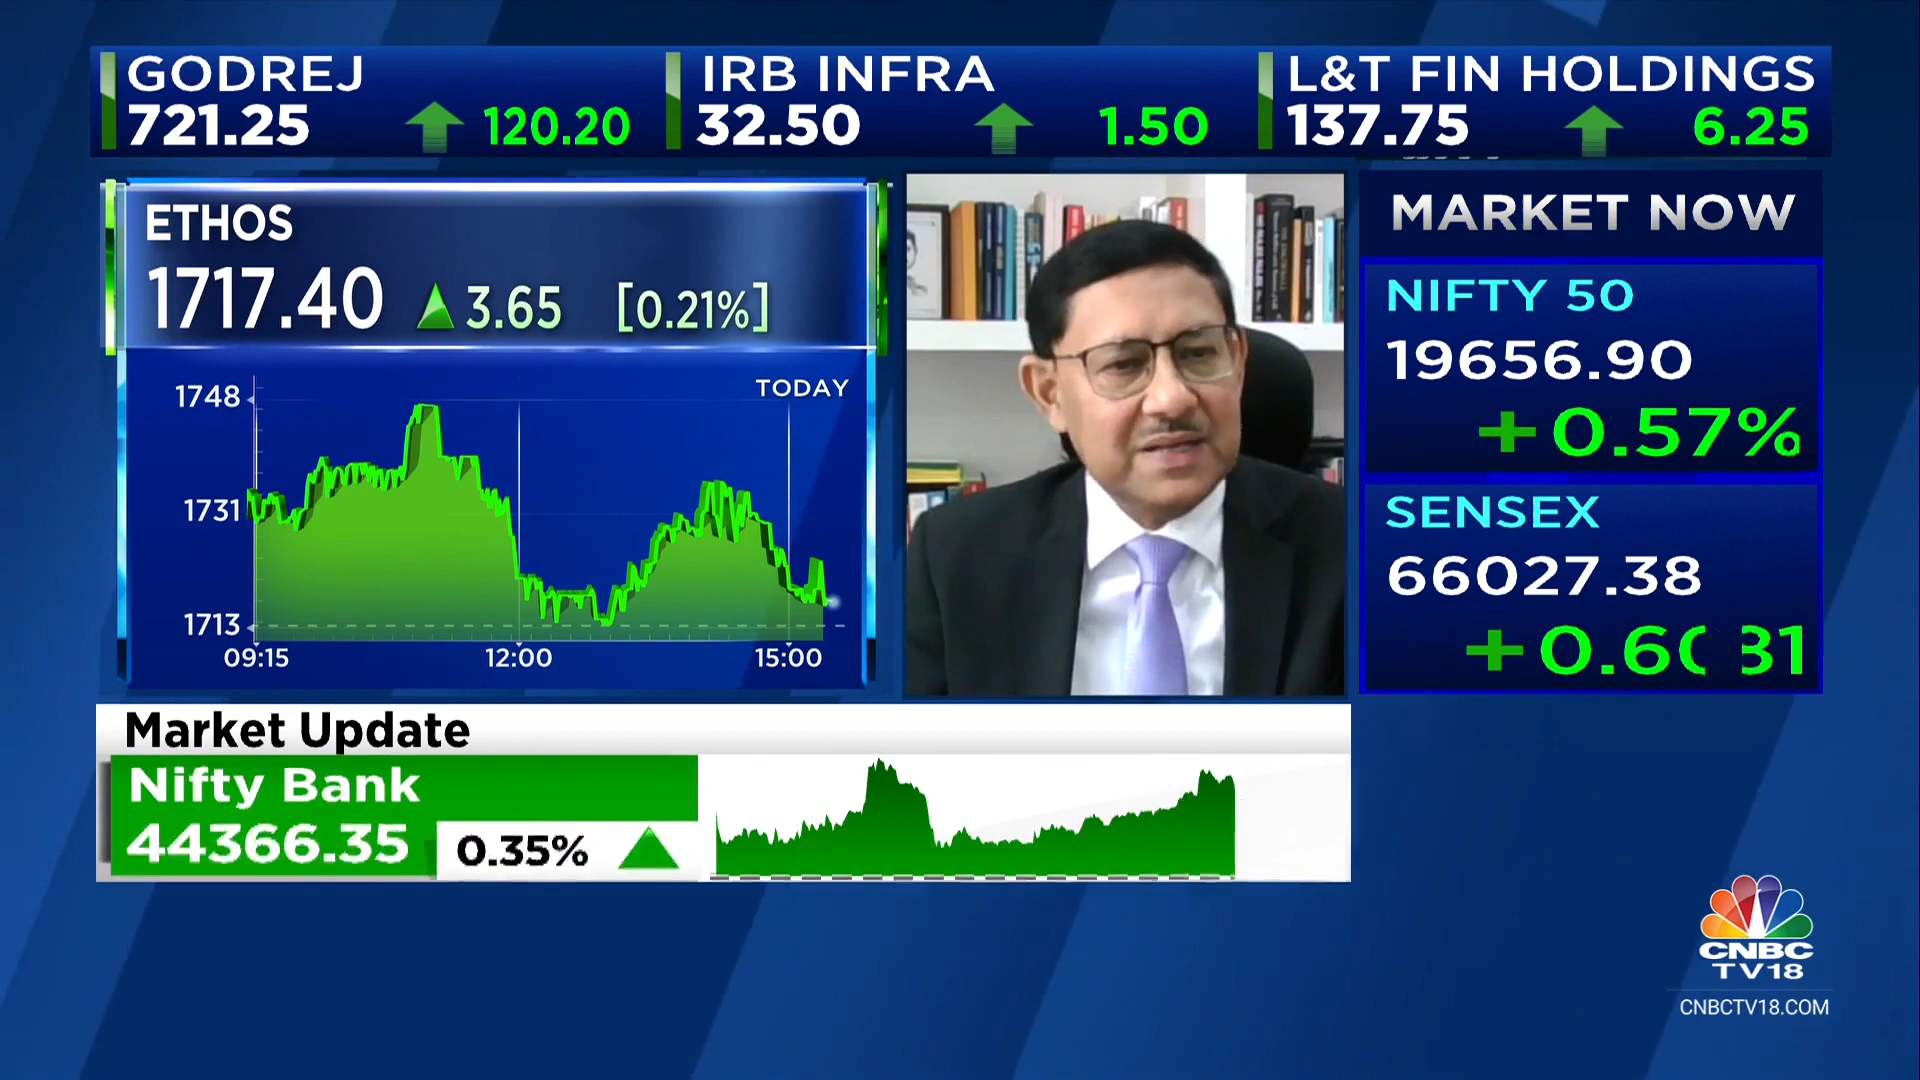 GODREJ
721.25 120.20
IRB INFRA
32.50 1.50
L&T FIN HOLDINGS
137.75 6.25
ETHOS
1717.40 3.65 [0.21%]
TODAY
1748
1731
1713
09:15 12:00 15:00
MARKET NOW
NIFTY 50
19656.90
+0.57%
SENSEX
66027.38
Market Update
Nifty Bank
44366.35 0.35%
CNBC
TV18
CNBCTV18.COM